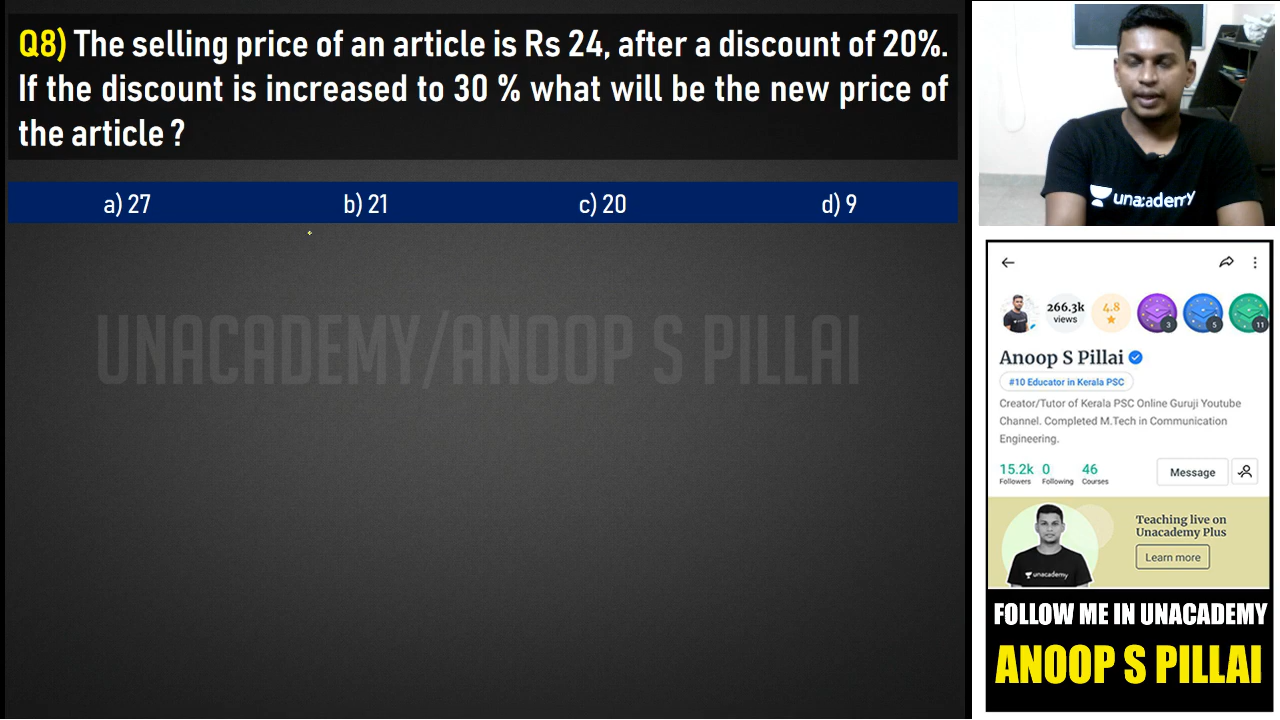 Q8) The selling price of an article is Rs 24, after a discount of 20%.
If the discount is increased to 30 % what will be the new price of
the article ?
a) 27 b) 21 c) 20 d) 9
UNACADEMY/ANOOP S PILLAI
unacademy
266.3k
views
4.8
3
5
11
Anoop S Pillai
#10 Educator in Kerala PSC
Creator/Tutor of Kerala PSC Online Guruji Youtube
Channel. Completed M.Tech in Communication
Engineering.
15.2k 0 46
Followers Following Courses
Message
Teaching live on
Unacademy Plus
Learn more
unacademy
FOLLOW ME IN UNACADEMY
ANOOP S PILLAI